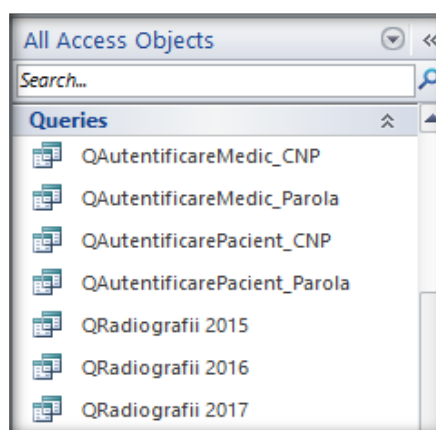 All Access Objects
Search...
Queries
QAutentificareMedic_CNP
QAutentificareMedic_Parola
QAutentificarePacient_CNP
QAutentificarePacient_Parola
QRadiografii 2015
QRadiografii 2016
QRadiografii 2017